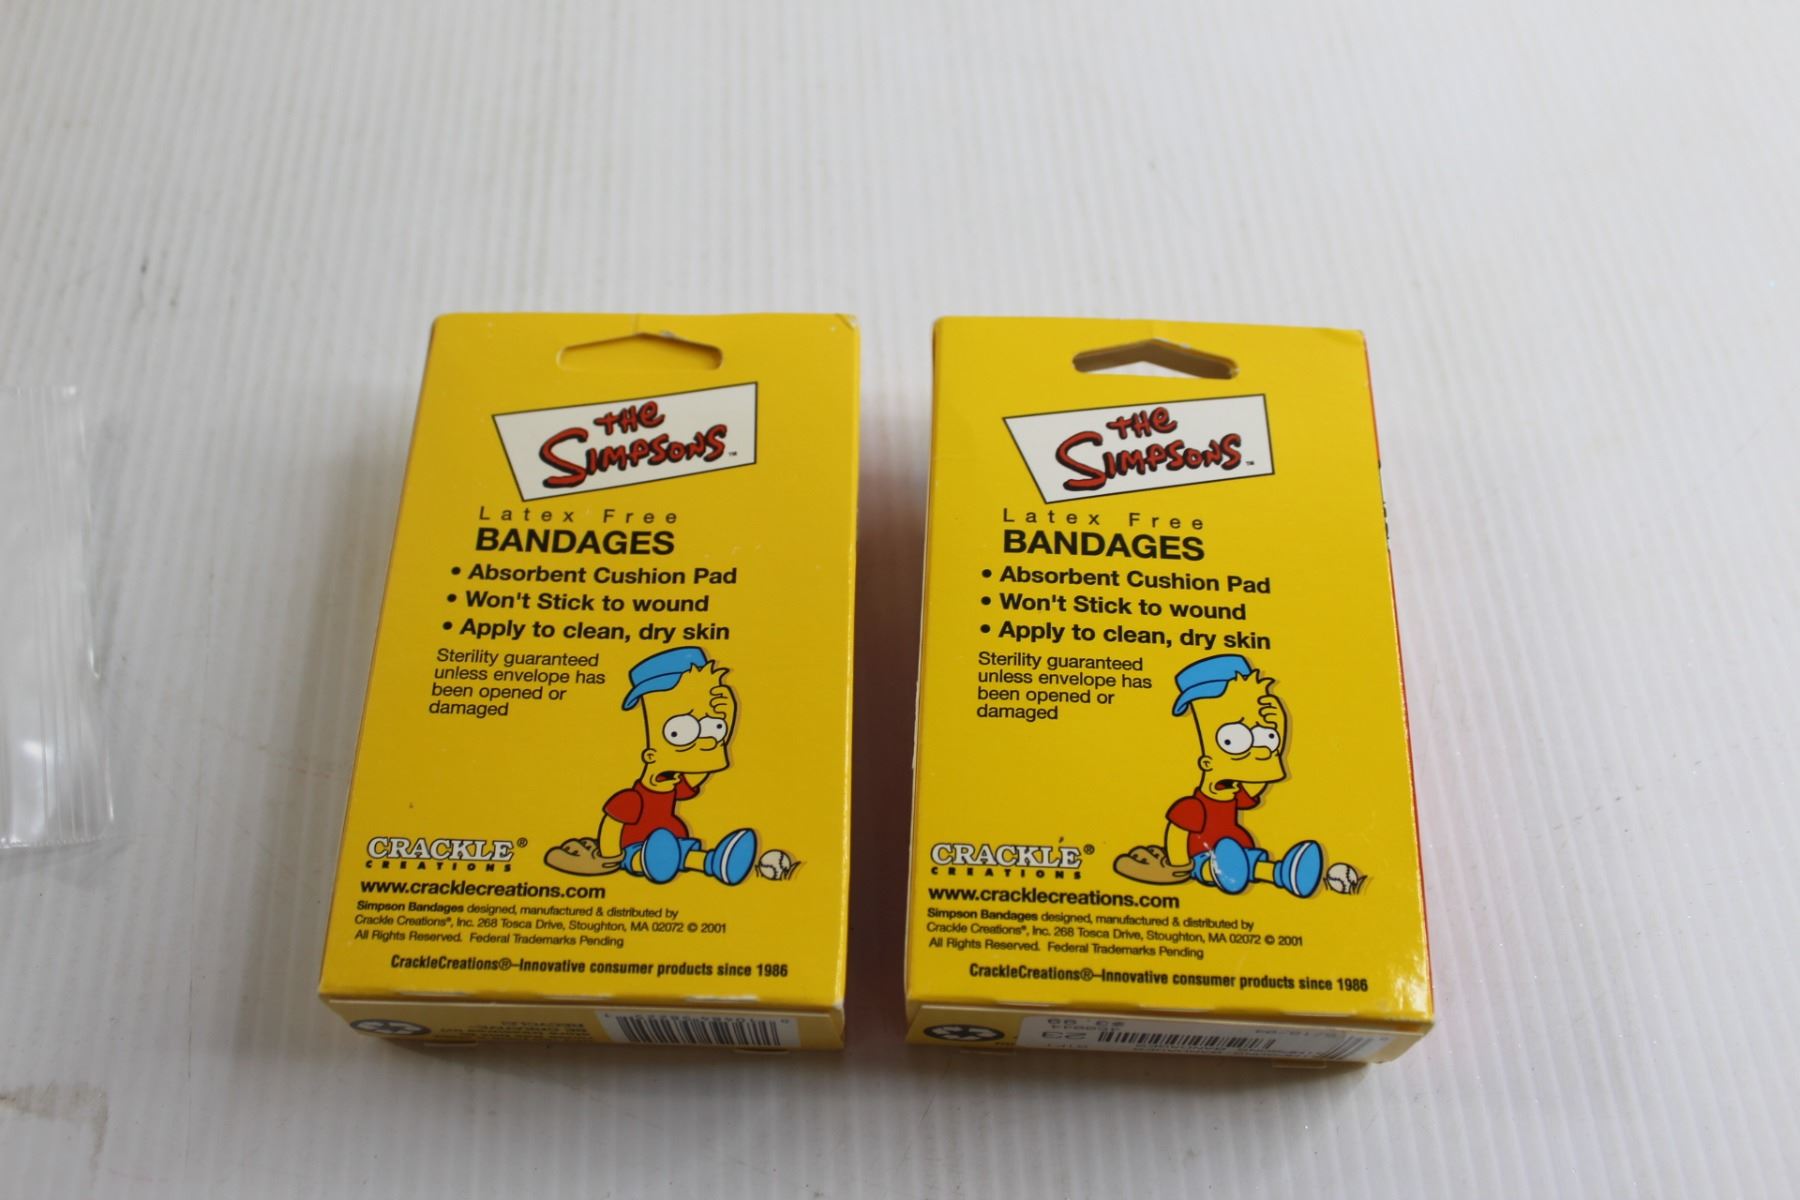 THE
SIMPSONS™
Latex Free
BANDAGES
• Absorbent Cushion Pad
• Won't Stick to wound
• Apply to clean, dry skin
Sterility guaranteed
unless envelope has
been opened or
damaged
CRACKLE®
CREATIONS
www.cracklecreations.com
Simpson Bandages designed, manufactured & distributed by
Crackle Creations®, Inc. 268 Tosca Drive, Stoughton, MA 02072 © 2001
All Rights Reserved. Federal Trademarks Pending
CrackleCreations®–Innovative consumer products since 1986
THE
SIMPSONS™
Latex Free
BANDAGES
• Absorbent Cushion Pad
• Won't Stick to wound
• Apply to clean, dry skin
Sterility guaranteed
unless envelope has
been opened or
damaged
CRACKLE®
CREATIONS
www.cracklecreations.com
Simpson Bandages designed, manufactured & distributed by
Crackle Creations®, Inc. 268 Tosca Drive, Stoughton, MA 02072 © 2001
All Rights Reserved. Federal Trademarks Pending
CrackleCreations®–Innovative consumer products since 1986
$3.99
23